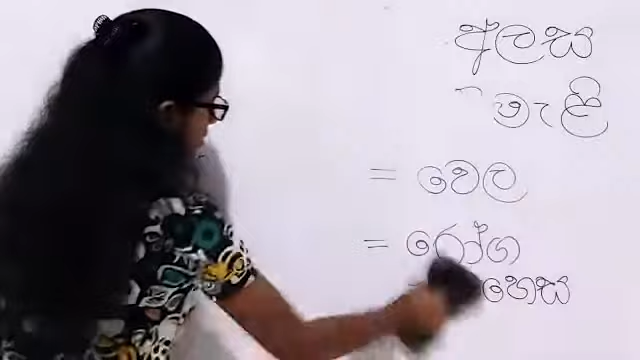 අලස
මැළි
= වෙල
= රෝග
හෙස